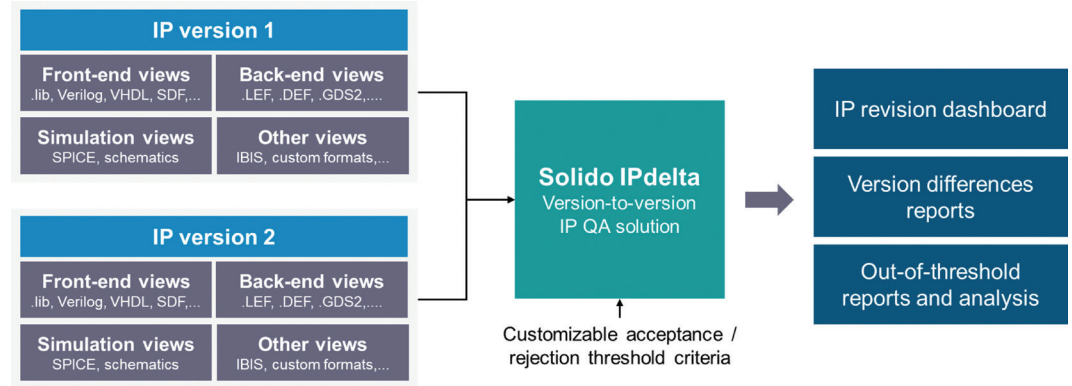 IP version 1
Front-end views
.lib, Verilog, VHDL, SDF,...
Back-end views
.LEF, .DEF, .GDS2,....
Simulation views
SPICE, schematics
Other views
IBIS, custom formats,...
IP version 2
Front-end views
.lib, Verilog, VHDL, SDF,...
Back-end views
.LEF, .DEF, .GDS2,....
Simulation views
SPICE, schematics
Other views
IBIS, custom formats,...
Solido IPdelta
Version-to-version
IP QA solution
Customizable acceptance /
rejection threshold criteria
IP revision dashboard
Version differences
reports
Out-of-threshold
reports and analysis